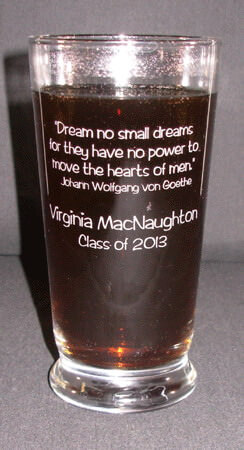 "Dream no small dreams
for they have no power to
move the hearts of men."
Johann Wolfgang von Goethe
Virginia MacNaughton
Class of 2013